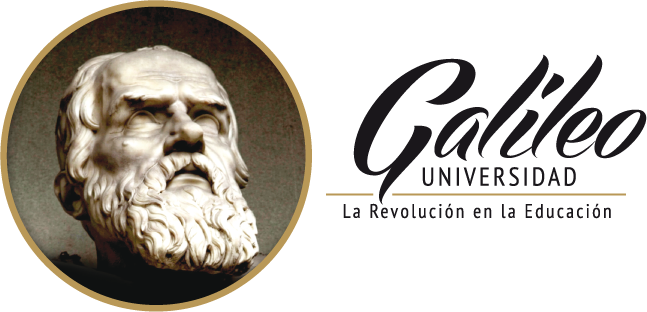 Galileo
UNIVERSIDAD
La Revolución en la Educación